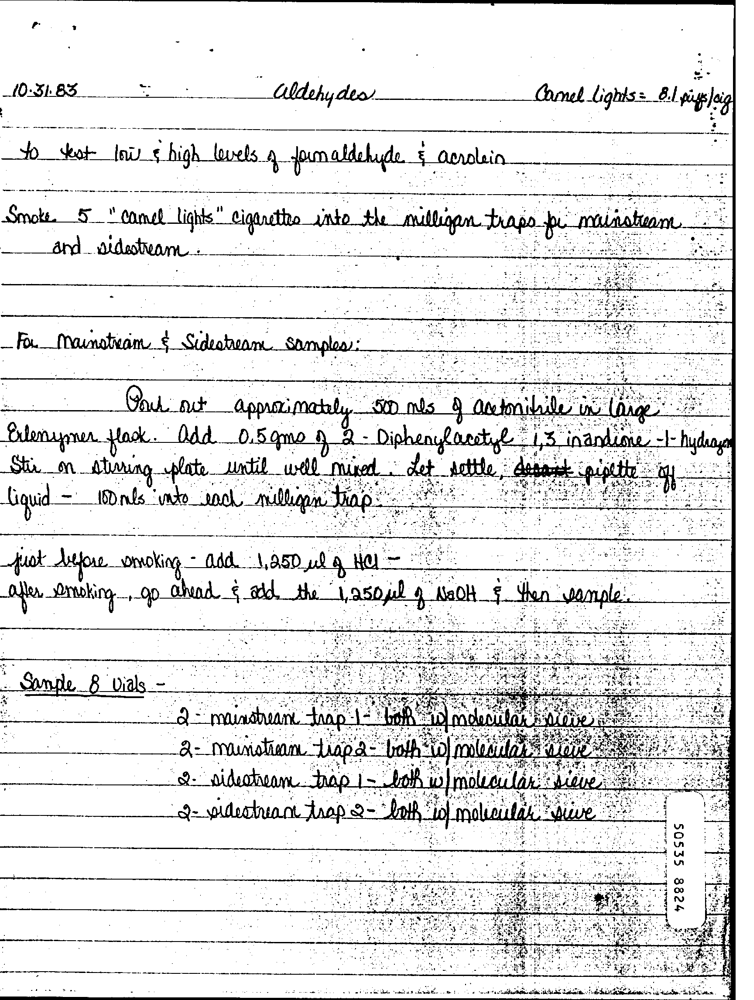 10.31.83 Aldehydes Camel lights = 8.1 puffs/cig
to test low & high levels of formaldehyde & acrolein
Smoke 5 "camel lights" cigarettes into the milligan traps for mainstream
and sidestream.
For Mainstream & Sidestream samples:
Pour out approximately 500 mls of acetonitrile in large
Erlenymer flask. Add 0.5 gms of 2-Diphenylacetyl 1,3 inandione -1- hydrazon
Stir on stirring plate until well mixed. Let settle, decant pipette off
liquid - 100 mls into each milligan trap.
just before smoking - add 1,250 µl of HCl -
after smoking, go ahead & add the 1,250 µl of NaOH & then sample.
Sample 8 Vials -
2- mainstream trap 1- both w/ molecular sieve
2- mainstream trap 2- both w/ molecular sieve
2- sidestream trap 1- both w/ molecular sieve
2- sidestream trap 2- both w/ molecular sieve
50535 8824